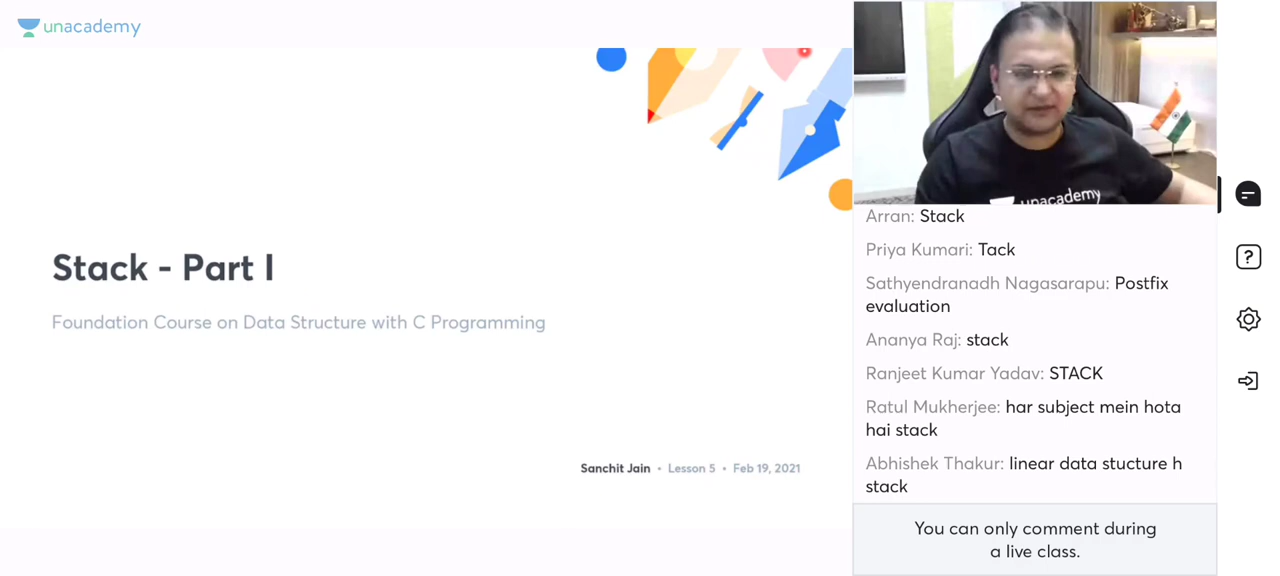 unacademy
Stack - Part I
Foundation Course on Data Structure with C Programming
Sanchit Jain • Lesson 5 • Feb 19, 2021
unacademy
Arran: Stack
Priya Kumari: Tack
Sathyendranadh Nagasarapu: Postfix
evaluation
Ananya Raj: stack
Ranjeet Kumar Yadav: STACK
Ratul Mukherjee: har subject mein hota
hai stack
Abhishek Thakur: linear data stucture h
stack
You can only comment during
a live class.
?